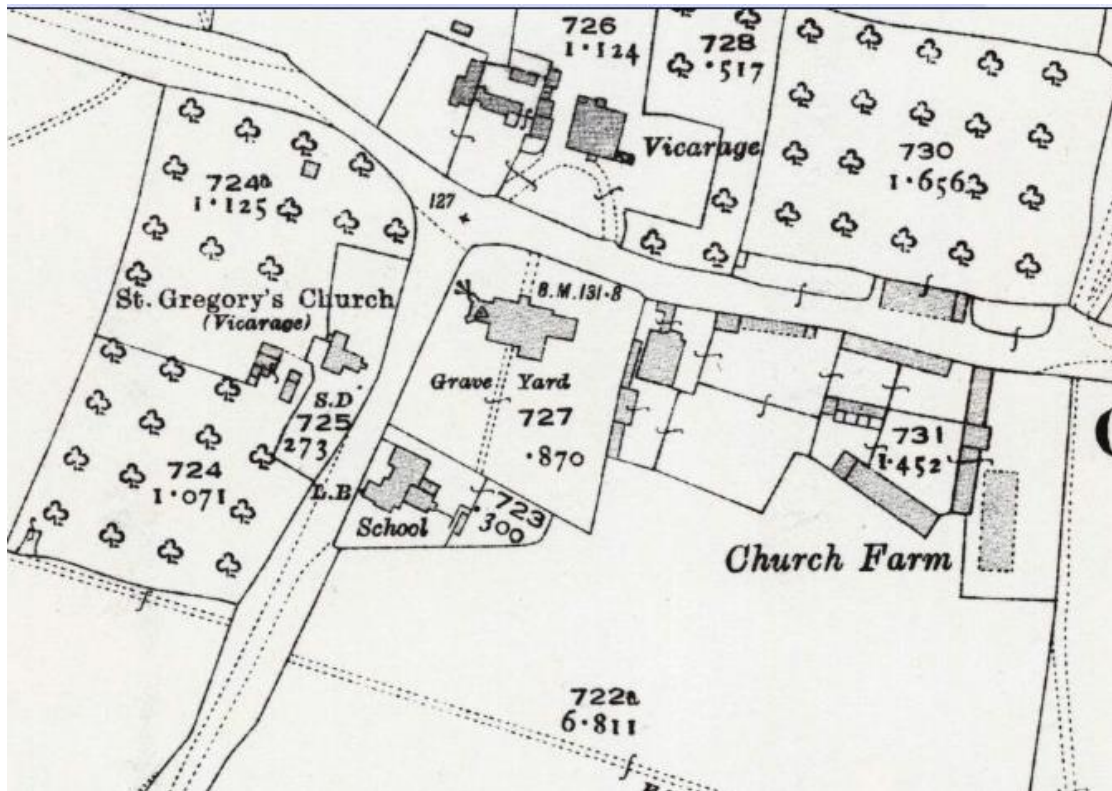 726
1·124
728
·517
Vicarage
730
1·656
724a
1·125
127
St. Gregory's Church
(Vicarage)
B.M. 131·8
Grave Yard
727
·870
S.D
725
273
724
1·071
L.B
School
723
·300
731
1·452
Church Farm
722a
6·811